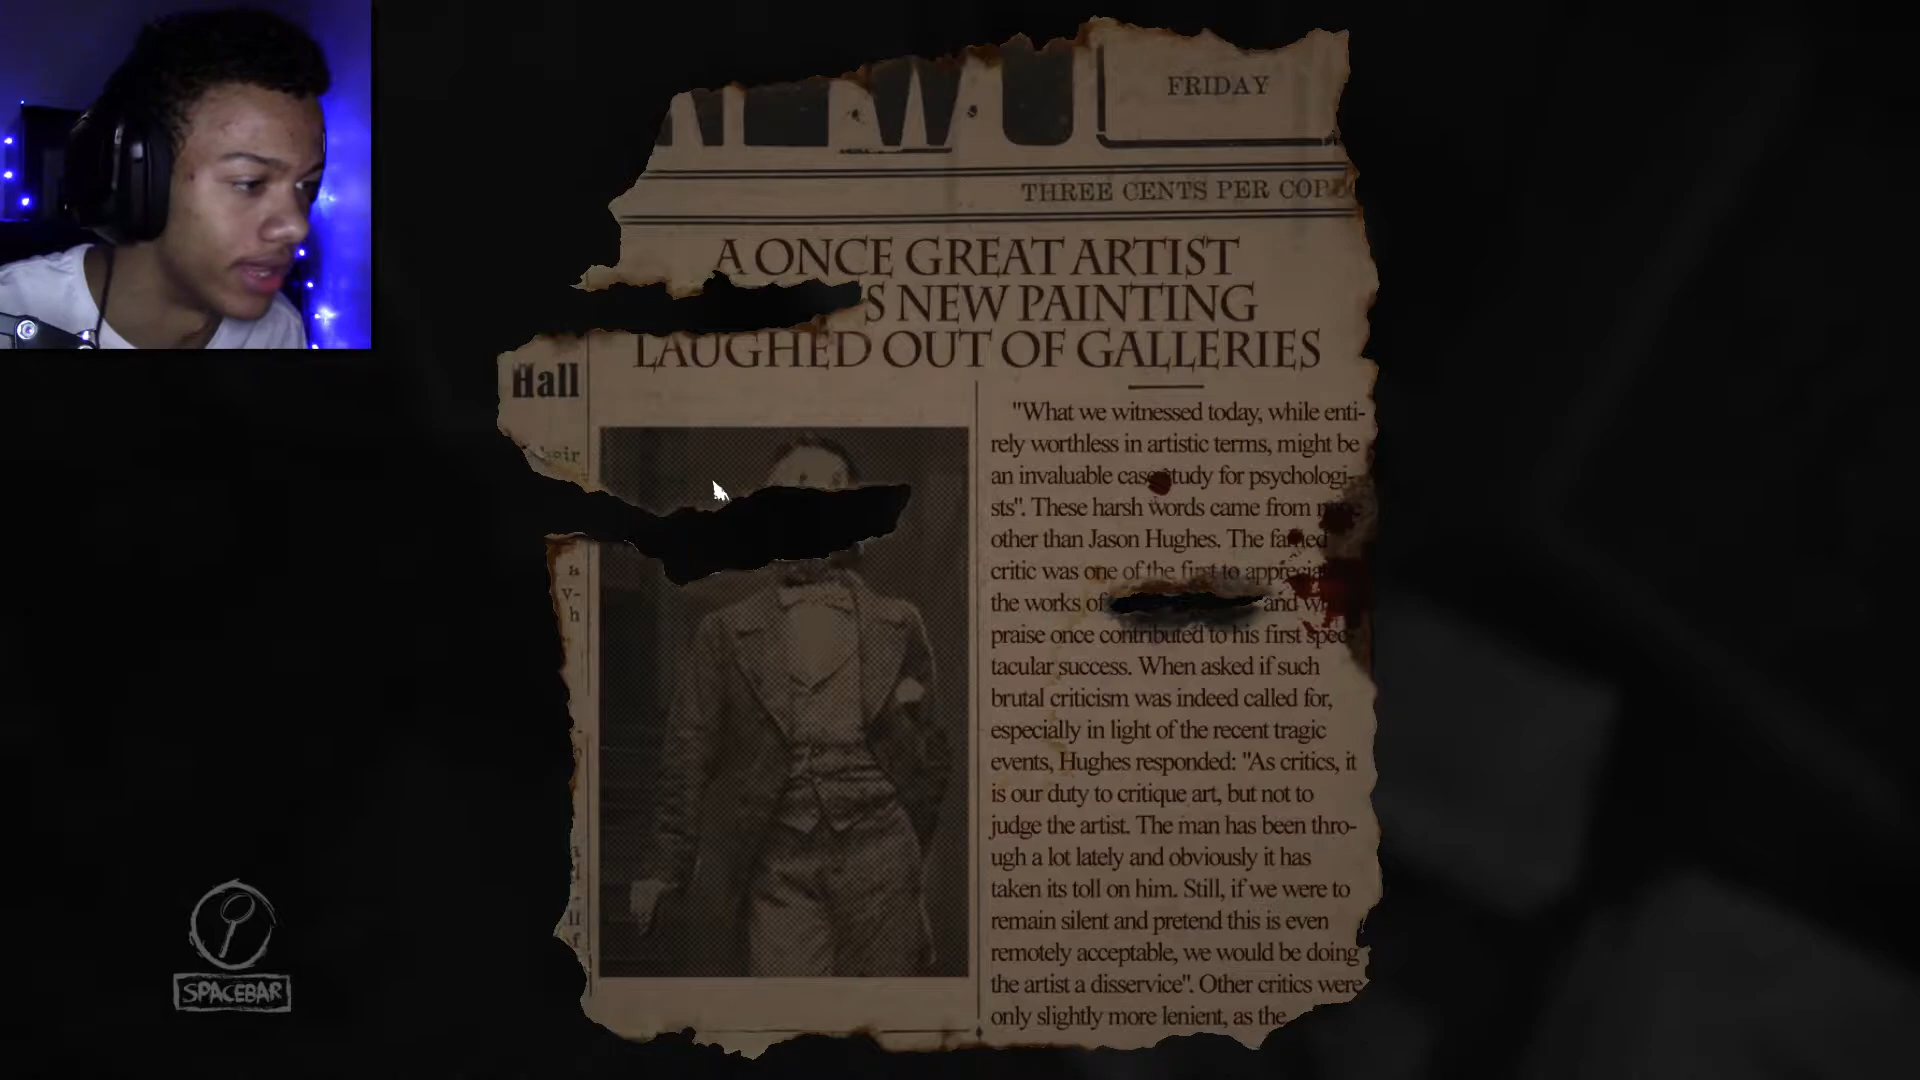 FRIDAY
THREE CENTS PER COP
A ONCE GREAT ARTIST
S NEW PAINTING
LAUGHED OUT OF GALLERIES
Hall
"What we witnessed today, while enti-
rely worthless in artistic terms, might be
an invaluable case study for psychologi-
sts". These harsh words came from
other than Jason Hughes. The famed
critic was one of the first to apprecia
the works of and
praise once contributed to his first spec-
tacular success. When asked if such
brutal criticism was indeed called for,
especially in light of the recent tragic
events, Hughes responded: "As critics, it
is our duty to critique art, but not to
judge the artist. The man has been thro-
ugh a lot lately and obviously it has
taken its toll on him. Still, if we were to
remain silent and pretend this is even
remotely acceptable, we would be doing
the artist a disservice". Other critics were
only slightly more lenient, as the
v-
h
SPACEBAR